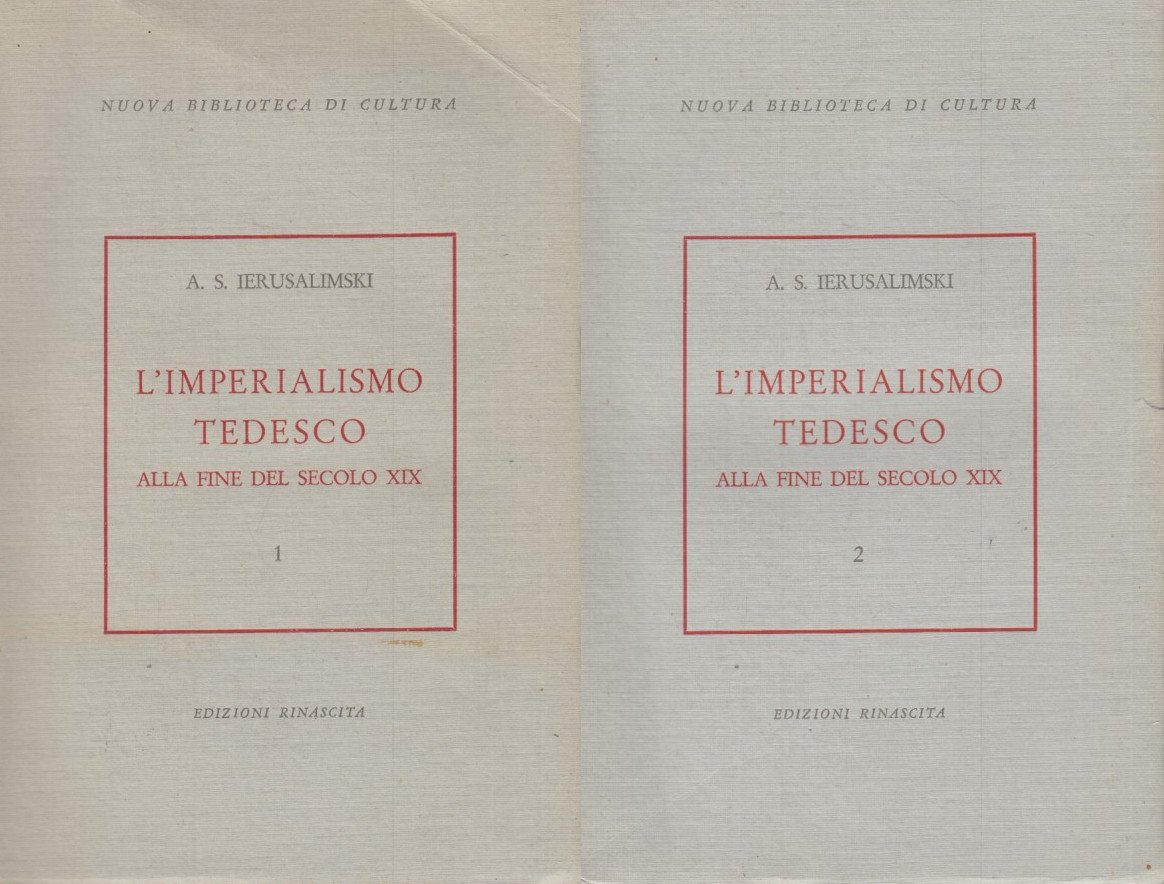 NUOVA BIBLIOTECA DI CULTURA
A. S. IERUSALIMSKI
L'IMPERIALISMO
TEDESCO
ALLA FINE DEL SECOLO XIX
1
EDIZIONI RINASCITA
NUOVA BIBLIOTECA DI CULTURA
A. S. IERUSALIMSKI
L'IMPERIALISMO
TEDESCO
ALLA FINE DEL SECOLO XIX
2
EDIZIONI RINASCITA